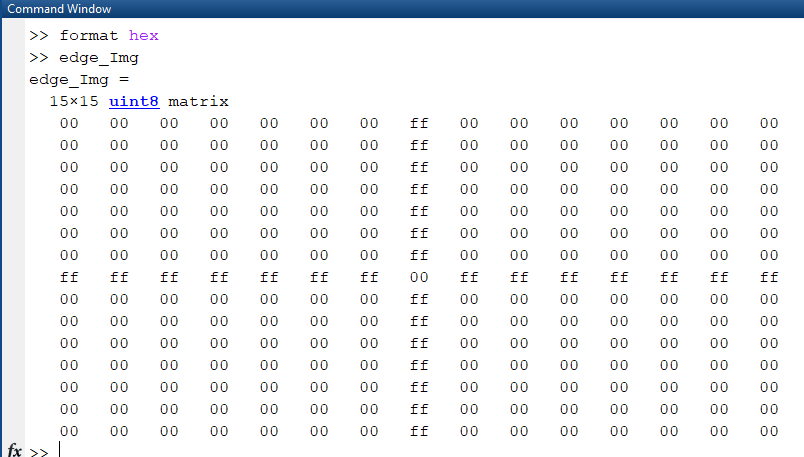 Command Window
>> format hex
>> edge_Img
edge_Img =
15×15 uint8 matrix
00 00 00 00 00 00 00 ff 00 00 00 00 00 00 00
00 00 00 00 00 00 00 ff 00 00 00 00 00 00 00
00 00 00 00 00 00 00 ff 00 00 00 00 00 00 00
00 00 00 00 00 00 00 ff 00 00 00 00 00 00 00
00 00 00 00 00 00 00 ff 00 00 00 00 00 00 00
00 00 00 00 00 00 00 ff 00 00 00 00 00 00 00
00 00 00 00 00 00 00 ff 00 00 00 00 00 00 00
ff ff ff ff ff ff ff 00 ff ff ff ff ff ff ff
00 00 00 00 00 00 00 ff 00 00 00 00 00 00 00
00 00 00 00 00 00 00 ff 00 00 00 00 00 00 00
00 00 00 00 00 00 00 ff 00 00 00 00 00 00 00
00 00 00 00 00 00 00 ff 00 00 00 00 00 00 00
00 00 00 00 00 00 00 ff 00 00 00 00 00 00 00
00 00 00 00 00 00 00 ff 00 00 00 00 00 00 00
00 00 00 00 00 00 00 ff 00 00 00 00 00 00 00
fx >>